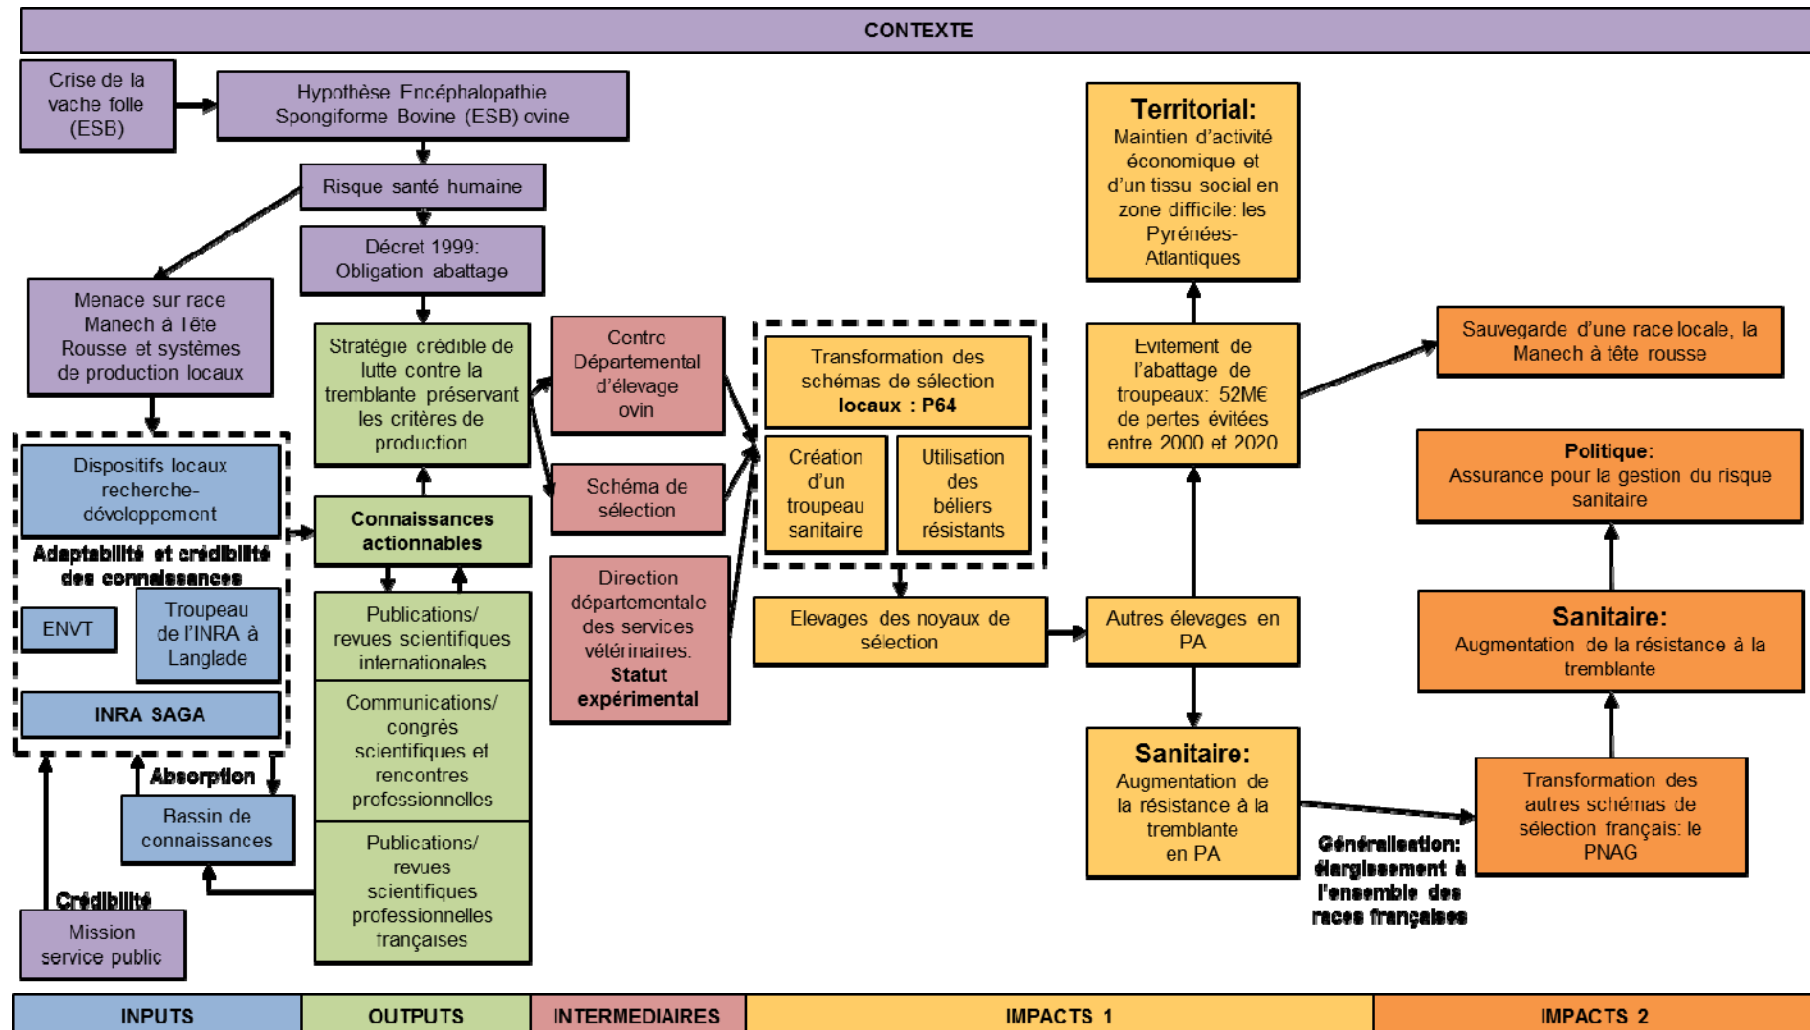 CONTEXTE
Crise de la
vache folle
(ESB)
Hypothèse Encéphalopathie
Spongiforme Bovine (ESB) ovine
Risque santé humaine
Décret 1999:
Obligation abattage
Menace sur race
Manech à Tête
Rousse et systèmes
de production locaux
Dispositifs locaux
recherche-
développement
Adaptabilité et crédibilité
des connaissances
ENVT
Troupeau
de l'INRA à
Langlade
INRA SAGA
Absorption
Bassin de
connaissances
Crédibilité
Mission
service public
Stratégie crédible de
lutte contre la
tremblante préservant
les critères de
production
Connaissances
actionnables
Publications/
revues scientifiques
internationales
Communications/
congrès
scientifiques et
rencontres
professionnelles
Publications/
revues
scientifiques
professionnelles
françaises
Centre
Départemental
d'élevage
ovin
Schéma de
sélection
Direction
départementale
des services
vétérinaires.
Statut
expérimental
Transformation des
schémas de sélection
locaux : P64
Création
d'un
troupeau
sanitaire
Utilisation
des
béliers
résistants
Elevages des noyaux de
sélection
Territorial:
Maintien d'activité
économique et
d'un tissu social en
zone difficile: les
Pyrénées-
Atlantiques
Evitement de
l'abattage de
troupeaux: 52M€
de pertes évitées
entre 2000 et 2020
Autres élevages en
PA
Sanitaire:
Augmentation de
la résistance à la
tremblante
en PA
Généralisation:
élargissement à
l'ensemble des
races françaises
Sauvegarde d'une race locale, la
Manech à tête rousse
Politique:
Assurance pour la gestion du risque
sanitaire
Sanitaire:
Augmentation de la résistance à la
tremblante
Transformation des
autres schémas de
sélection français: le
PNAG
INPUTS
OUTPUTS
INTERMEDIAIRES
IMPACTS 1
IMPACTS 2